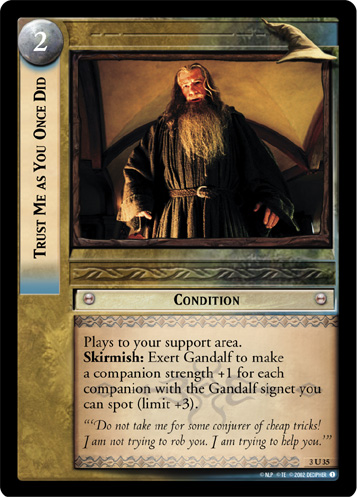 2
TRUST ME AS YOU ONCE DID
CONDITION
Plays to your support area.
Skirmish: Exert Gandalf to make
a companion strength +1 for each
companion with the Gandalf signet you
can spot (limit +3).
“‘Do not take me for some conjurer of cheap tricks!
I am not trying to rob you. I am trying to help you.’”
3 U 35
© NLP ™ TE © 2002 DECIPHER